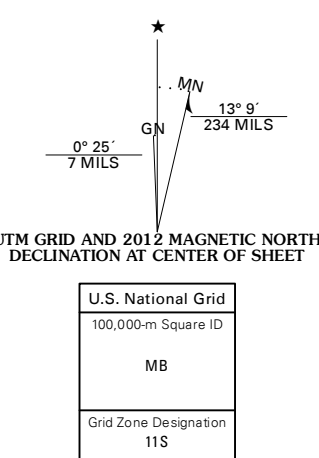 ★
MN
GN
13° 9´
234 MILS
0° 25´
7 MILS
UTM GRID AND 2012 MAGNETIC NORTH
DECLINATION AT CENTER OF SHEET
U.S. National Grid
100,000-m Square ID
MB
Grid Zone Designation
11S